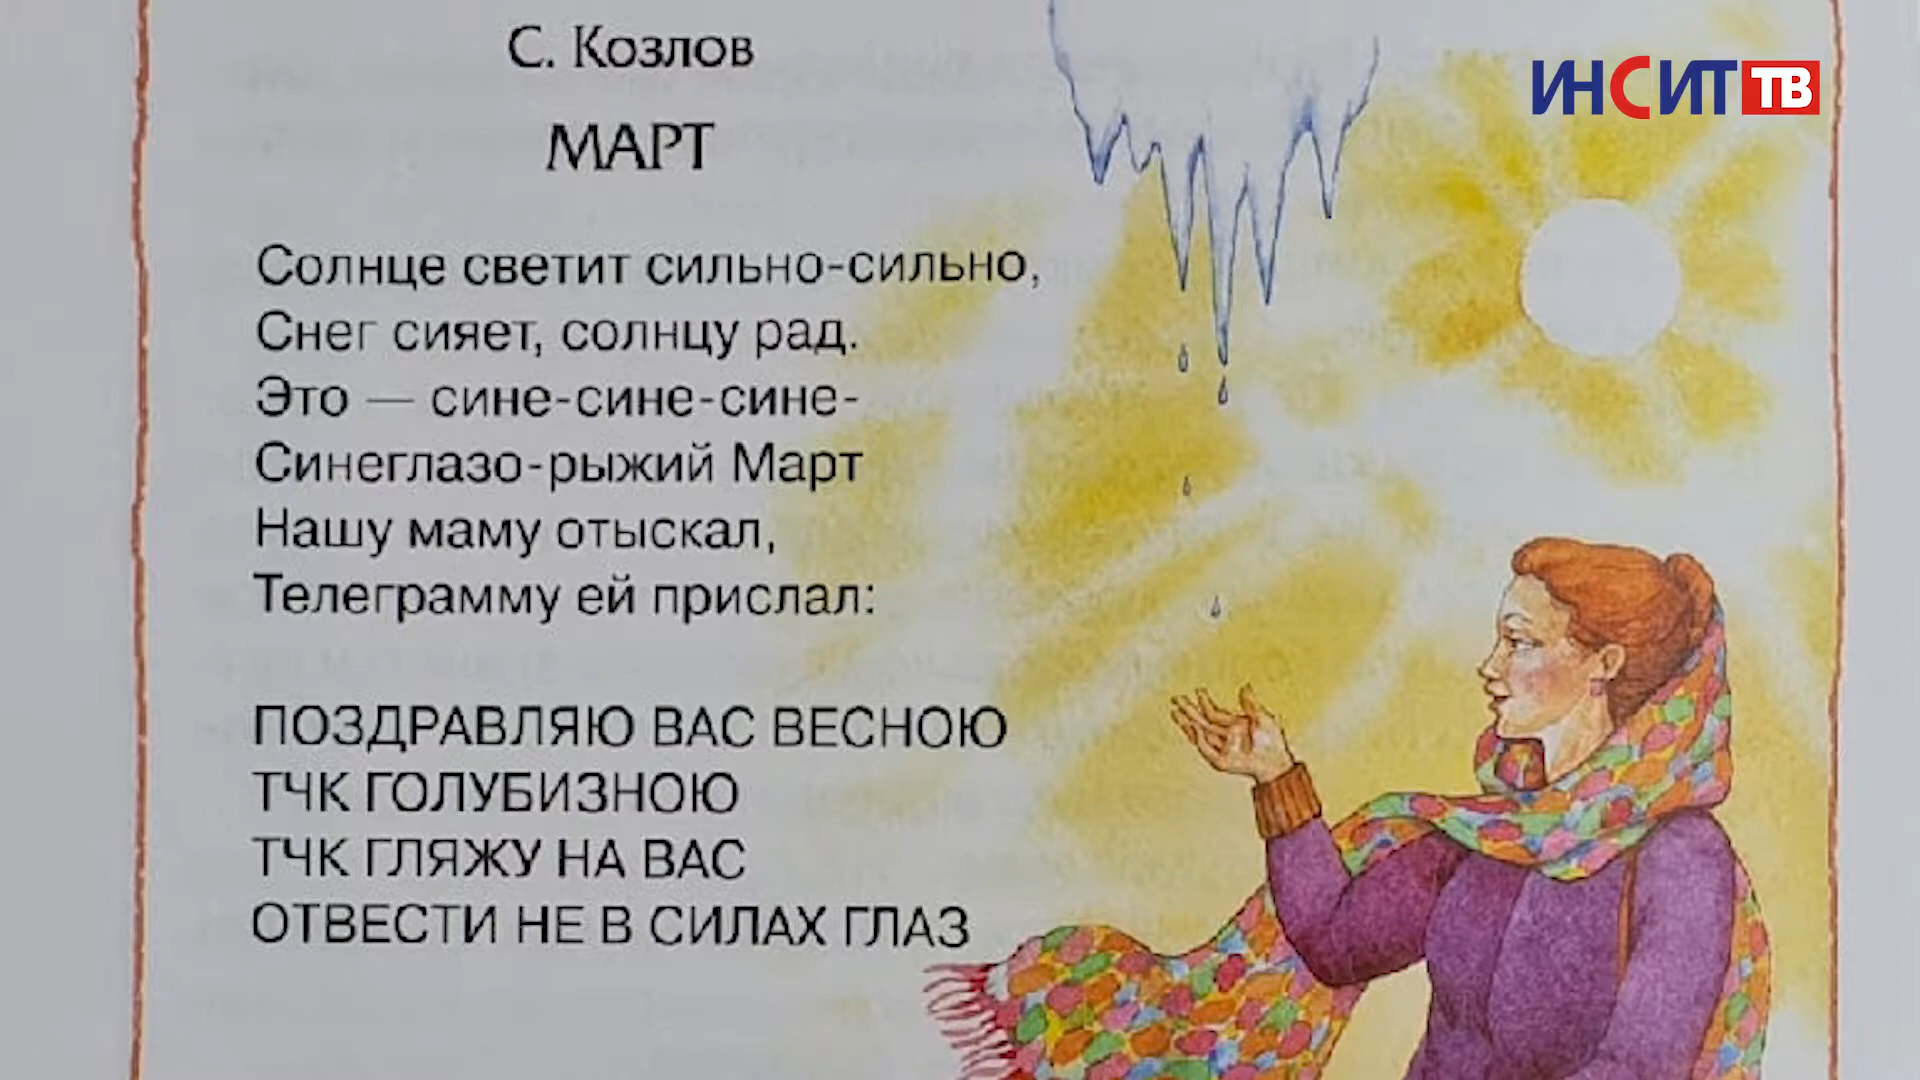 С. Козлов
ИНСИТ ТВ
МАРТ
Солнце светит сильно-сильно,
Снег сияет, солнцу рад.
Это — сине-сине-сине-
Синеглазо-рыжий Март
Нашу маму отыскал,
Телеграмму ей прислал:
ПОЗДРАВЛЯЮ ВАС ВЕСНОЮ
ТЧК ГОЛУБИЗНОЮ
ТЧК ГЛЯЖУ НА ВАС
ОТВЕСТИ НЕ В СИЛАХ ГЛАЗ